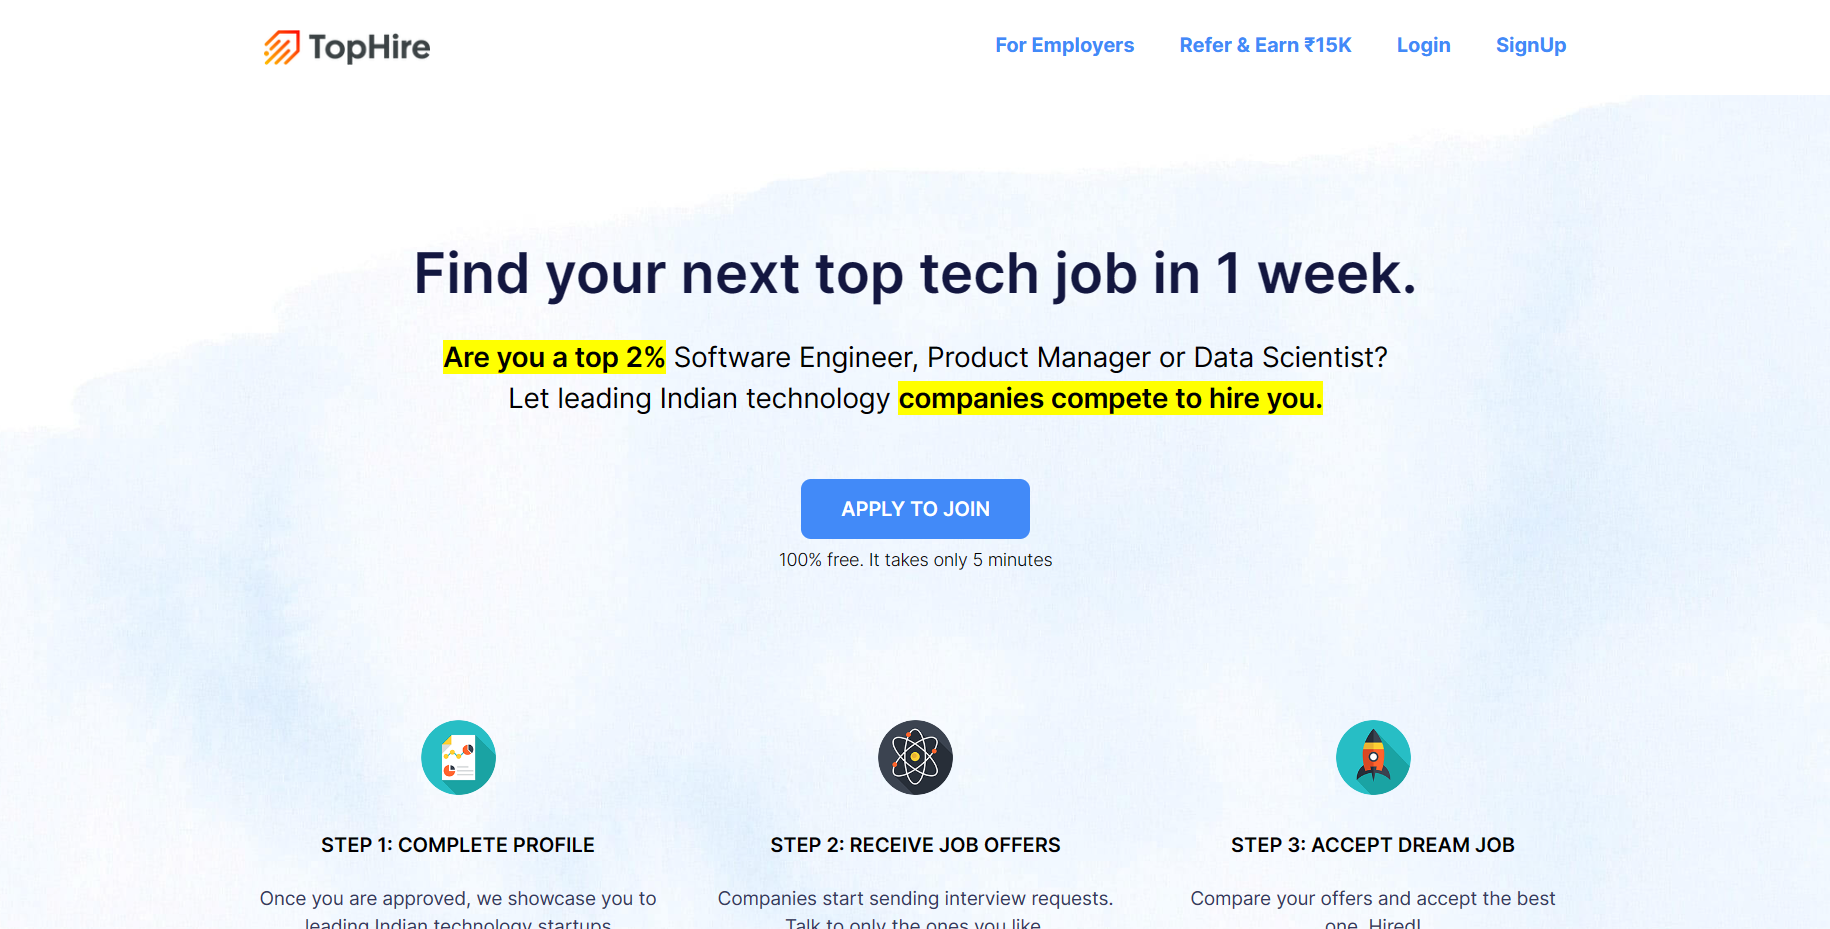 TopHire
For Employers
Refer & Earn ₹15K
Login
SignUp
Find your next top tech job in 1 week.
Are you a top 2% Software Engineer, Product Manager or Data Scientist?
Let leading Indian technology companies compete to hire you.
APPLY TO JOIN
100% free. It takes only 5 minutes
STEP 1: COMPLETE PROFILE
Once you are approved, we showcase you to
leading Indian technology startups
STEP 2: RECEIVE JOB OFFERS
Companies start sending interview requests.
Talk to only the ones you like
STEP 3: ACCEPT DREAM JOB
Compare your offers and accept the best
one. Hired!